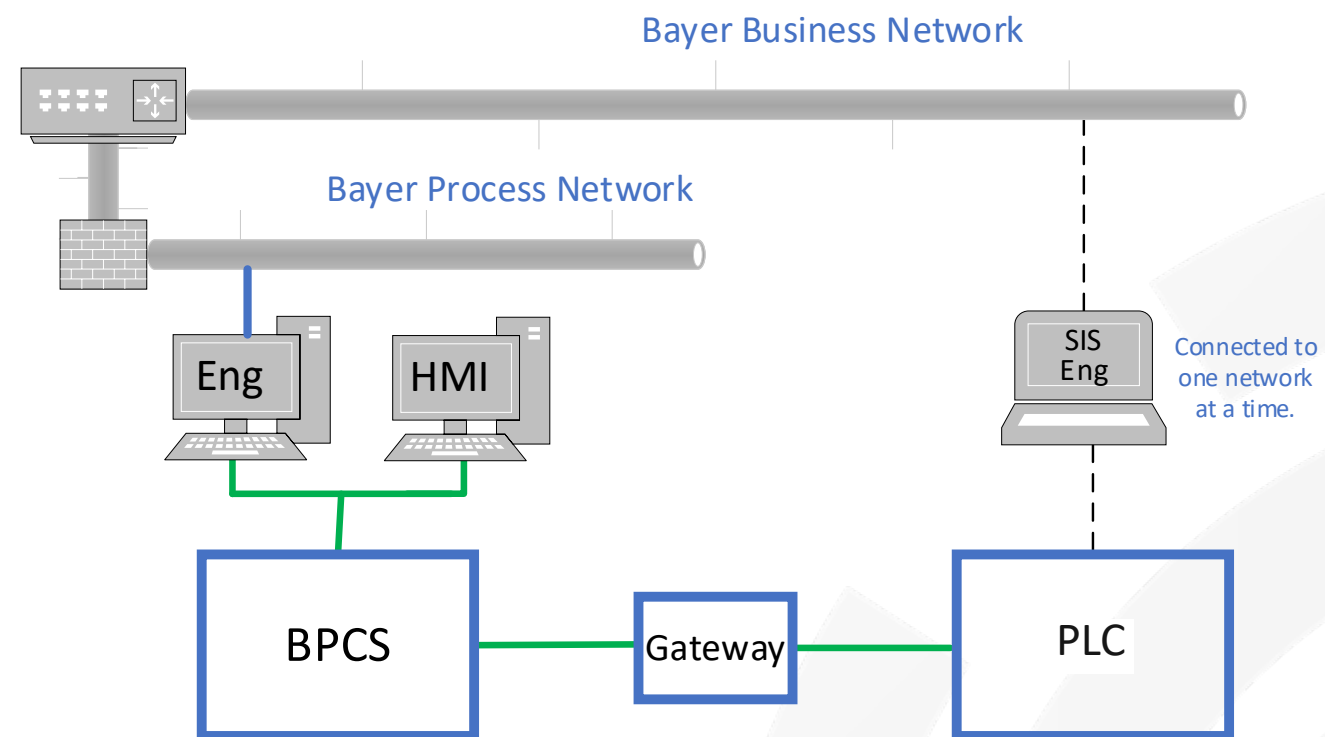 Bayer Business Network
Bayer Process Network
Eng
HMI
SIS
Eng
Connected to
one network
at a time.
BPCS
Gateway
PLC